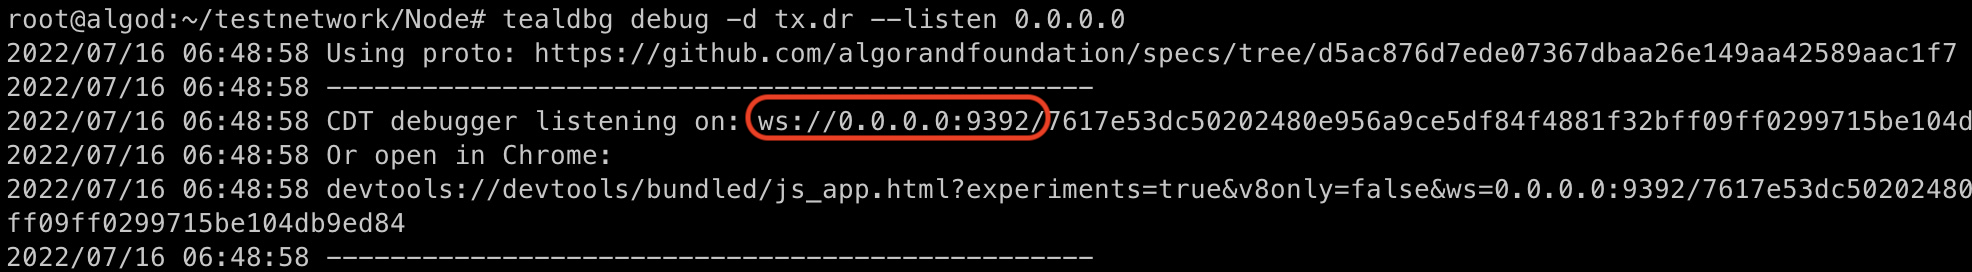 root@algod:~/testnetwork/Node# tealdbg debug -d tx.dr --listen 0.0.0.0
2022/07/16 06:48:58 Using proto: https://github.com/algorandfoundation/specs/tree/d5ac876d7ede07367dbaa26e149aa42589aac1f7
2022/07/16 06:48:58 ------------------------------------------------
2022/07/16 06:48:58 CDT debugger listening on: ws://0.0.0.0:9392/7617e53dc50202480e956a9ce5df84f4881f32bff09ff0299715be104d
2022/07/16 06:48:58 Or open in Chrome:
2022/07/16 06:48:58 devtools://devtools/bundled/js_app.html?experiments=true&v8only=false&ws=0.0.0.0:9392/7617e53dc50202480
ff09ff0299715be104db9ed84
2022/07/16 06:48:58 ------------------------------------------------